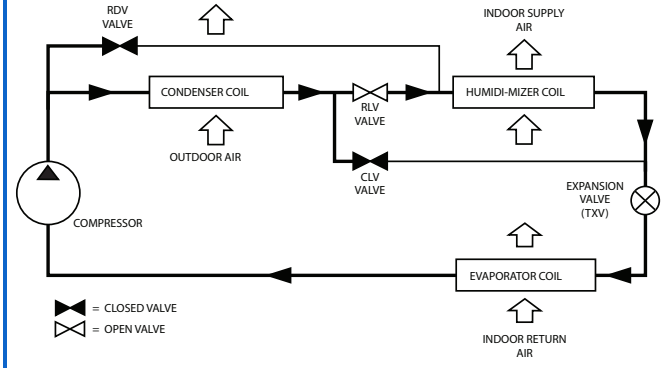 RDV
VALVE
INDOOR SUPPLY
AIR
CONDENSER COIL
HUMIDI-MIZER COIL
RLV
VALVE
OUTDOOR AIR
CLV
VALVE
EXPANSION
VALVE
(TXV)
COMPRESSOR
EVAPORATOR COIL
= CLOSED VALVE
= OPEN VALVE
INDOOR RETURN
AIR